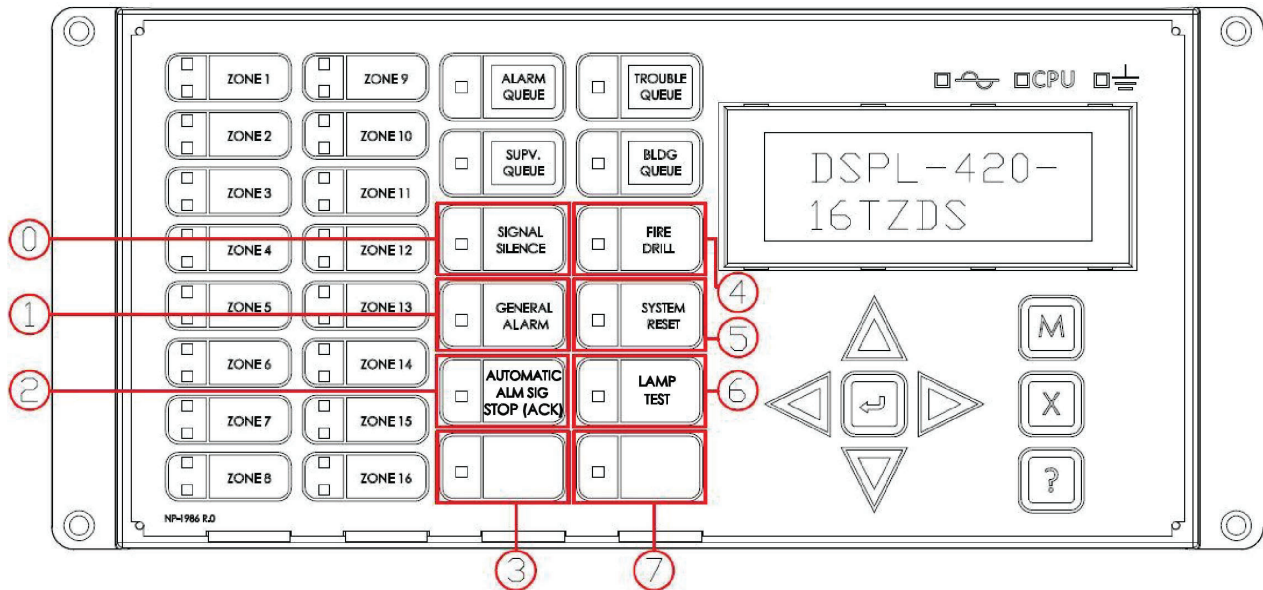 ZONE 1
ZONE 2
ZONE 3
ZONE 4
ZONE 5
ZONE 6
ZONE 7
ZONE 8
ZONE 9
ZONE 10
ZONE 11
ZONE 12
ZONE 13
ZONE 14
ZONE 15
ZONE 16
ALARM
QUEUE
SUPV.
QUEUE
SIGNAL
SILENCE
GENERAL
ALARM
AUTOMATIC
ALM SIG
STOP (ACK)
TROUBLE
QUEUE
BLDG
QUEUE
FIRE
DRILL
SYSTEM
RESET
LAMP
TEST
CPU
DSPL-420-
16TZDS
M
X
?
NP-1986 R.0
0
1
2
3
4
5
6
7